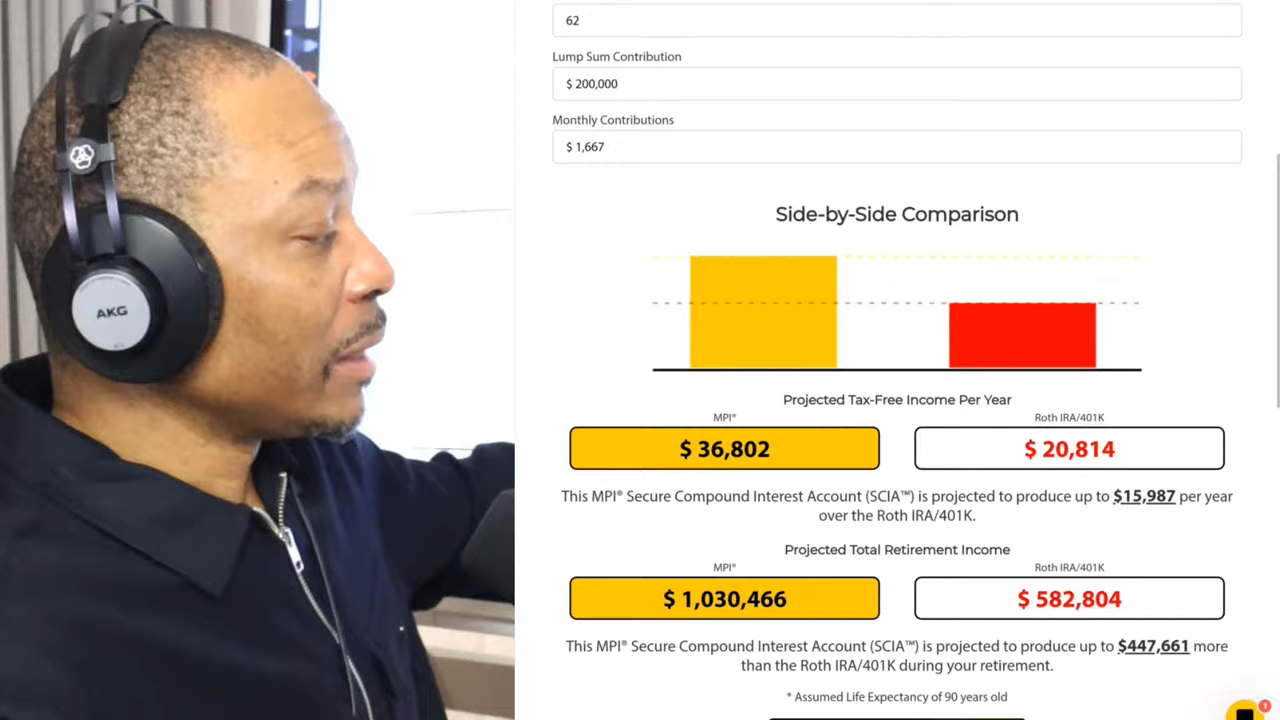 62
Lump Sum Contribution
$ 200,000
Monthly Contributions
$ 1,667
AKG
Side-by-Side Comparison
Projected Tax-Free Income Per Year
MPI® Roth IRA/401K
$ 36,802 $ 20,814
This MPI® Secure Compound Interest Account (SCIA™) is projected to produce up to $15,987 per year
over the Roth IRA/401K.
Projected Total Retirement Income
MPI® Roth IRA/401K
$ 1,030,466 $ 582,804
This MPI® Secure Compound Interest Account (SCIA™) is projected to produce up to $447,661 more
than the Roth IRA/401K during your retirement.
* Assumed Life Expectancy of 90 years old
1